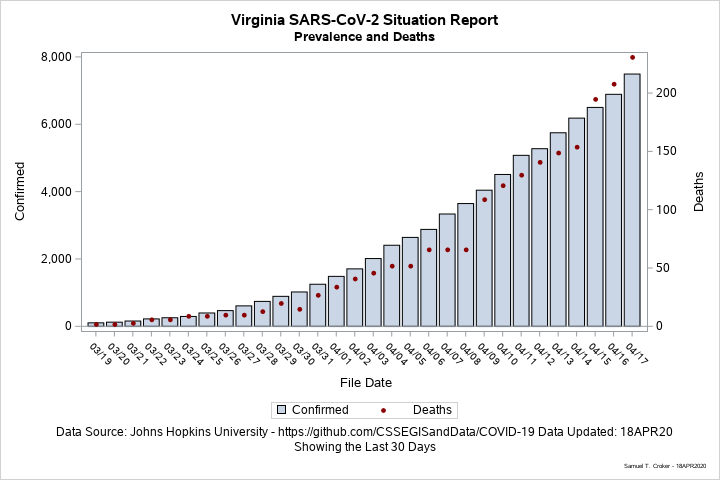 Virginia SARS-CoV-2 Situation Report
Prevalence and Deaths
8,000
6,000
4,000
2,000
0
Confirmed
200
150
100
50
0
Deaths
03/19 03/20 03/21 03/22 03/23 03/24 03/25 03/26 03/27 03/28 03/29 03/30 03/31 04/01 04/02 04/03 04/04 04/05 04/06 04/07 04/08 04/09 04/10 04/11 04/12 04/13 04/14 04/15 04/16 04/17
File Date
Confirmed Deaths
Data Source: Johns Hopkins University - https://github.com/CSSEGISandData/COVID-19 Data Updated: 18APR20
Showing the Last 30 Days
Samuel T. Croker - 18APR2020